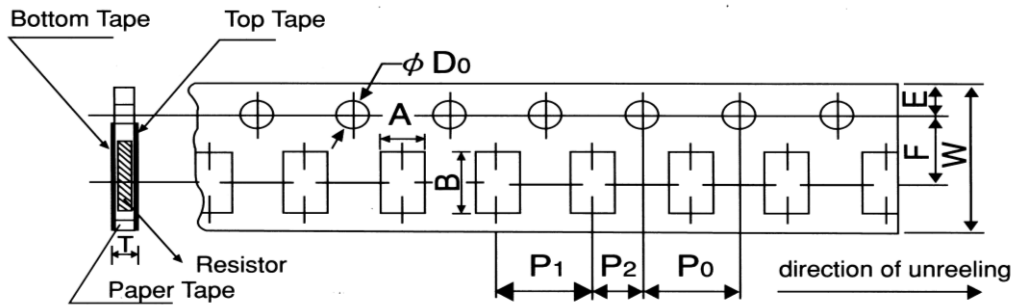 Bottom Tape
Top Tape
ϕ D0
A
B
E
F
W
T
Resistor
Paper Tape
P1
P2
P0
direction of unreeling